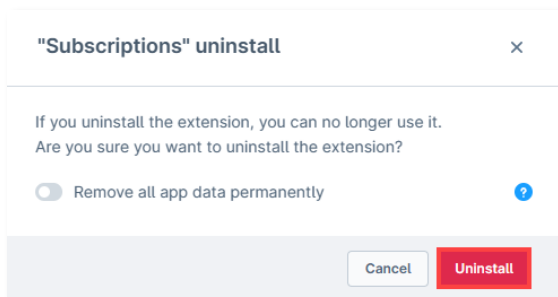 "Subscriptions" uninstall
If you uninstall the extension, you can no longer use it.
Are you sure you want to uninstall the extension?
Remove all app data permanently
?
Cancel
Uninstall